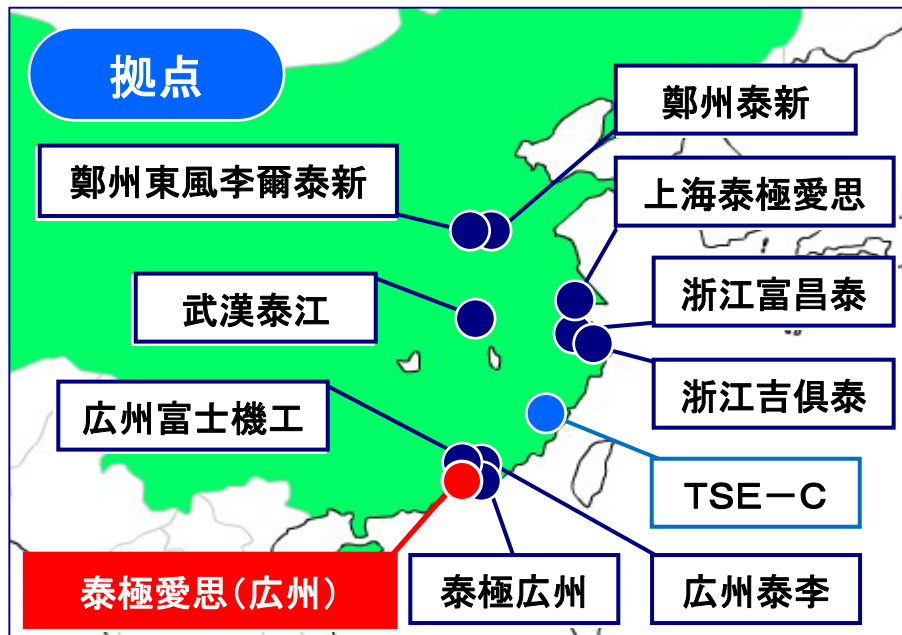 拠点
鄭州泰新
鄭州東風李爾泰新
上海泰極愛思
浙江富昌泰
武漢泰江
浙江吉俱泰
広州富士機工
TSE－C
泰極愛思(広州)
泰極広州
広州泰李